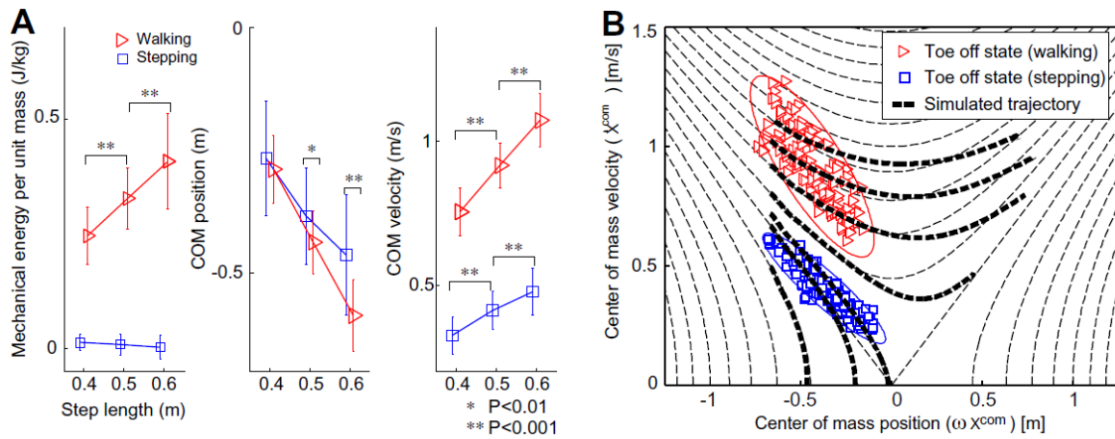 A
Mechanical energy per unit mass (J/kg)
0.5
0
0.4 0.5 0.6
Step length (m)
**
**
Walking
Stepping
COM position (m)
0
-0.5
0.4 0.5 0.6
*
**
COM velocity (m/s)
1
0.5
0.4 0.5 0.6
**
**
**
**
* P<0.01
** P<0.001
B
Center of mass velocity ( Ẋcom ) [m/s]
1.5
1
0.5
0
-1 -0.5 0 0.5 1
Center of mass position (ω Xcom ) [m]
Toe off state (walking)
Toe off state (stepping)
Simulated trajectory